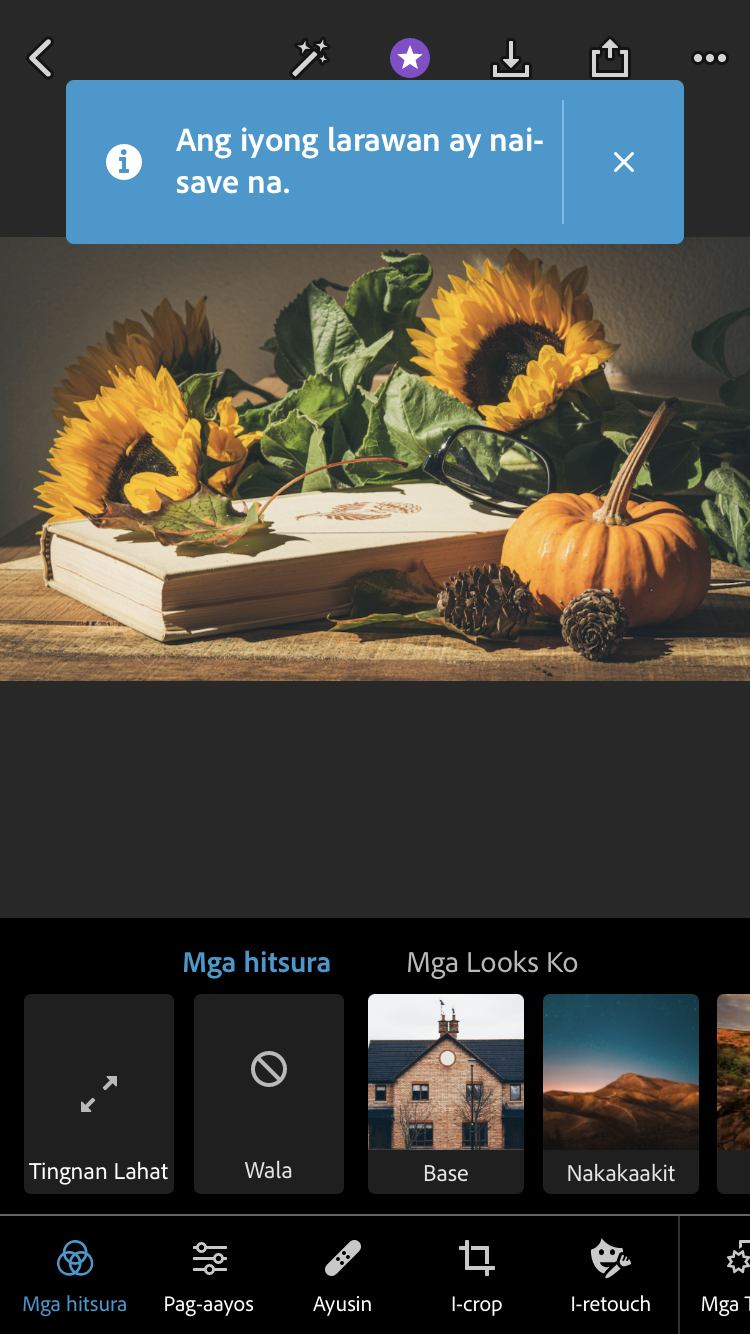 Ang iyong larawan ay nai-
save na.
Mga hitsura
Mga Looks Ko
Tingnan Lahat
Wala
Base
Nakakaakit
Mga hitsura
Pag-aayos
Ayusin
I-crop
I-retouch
Mga